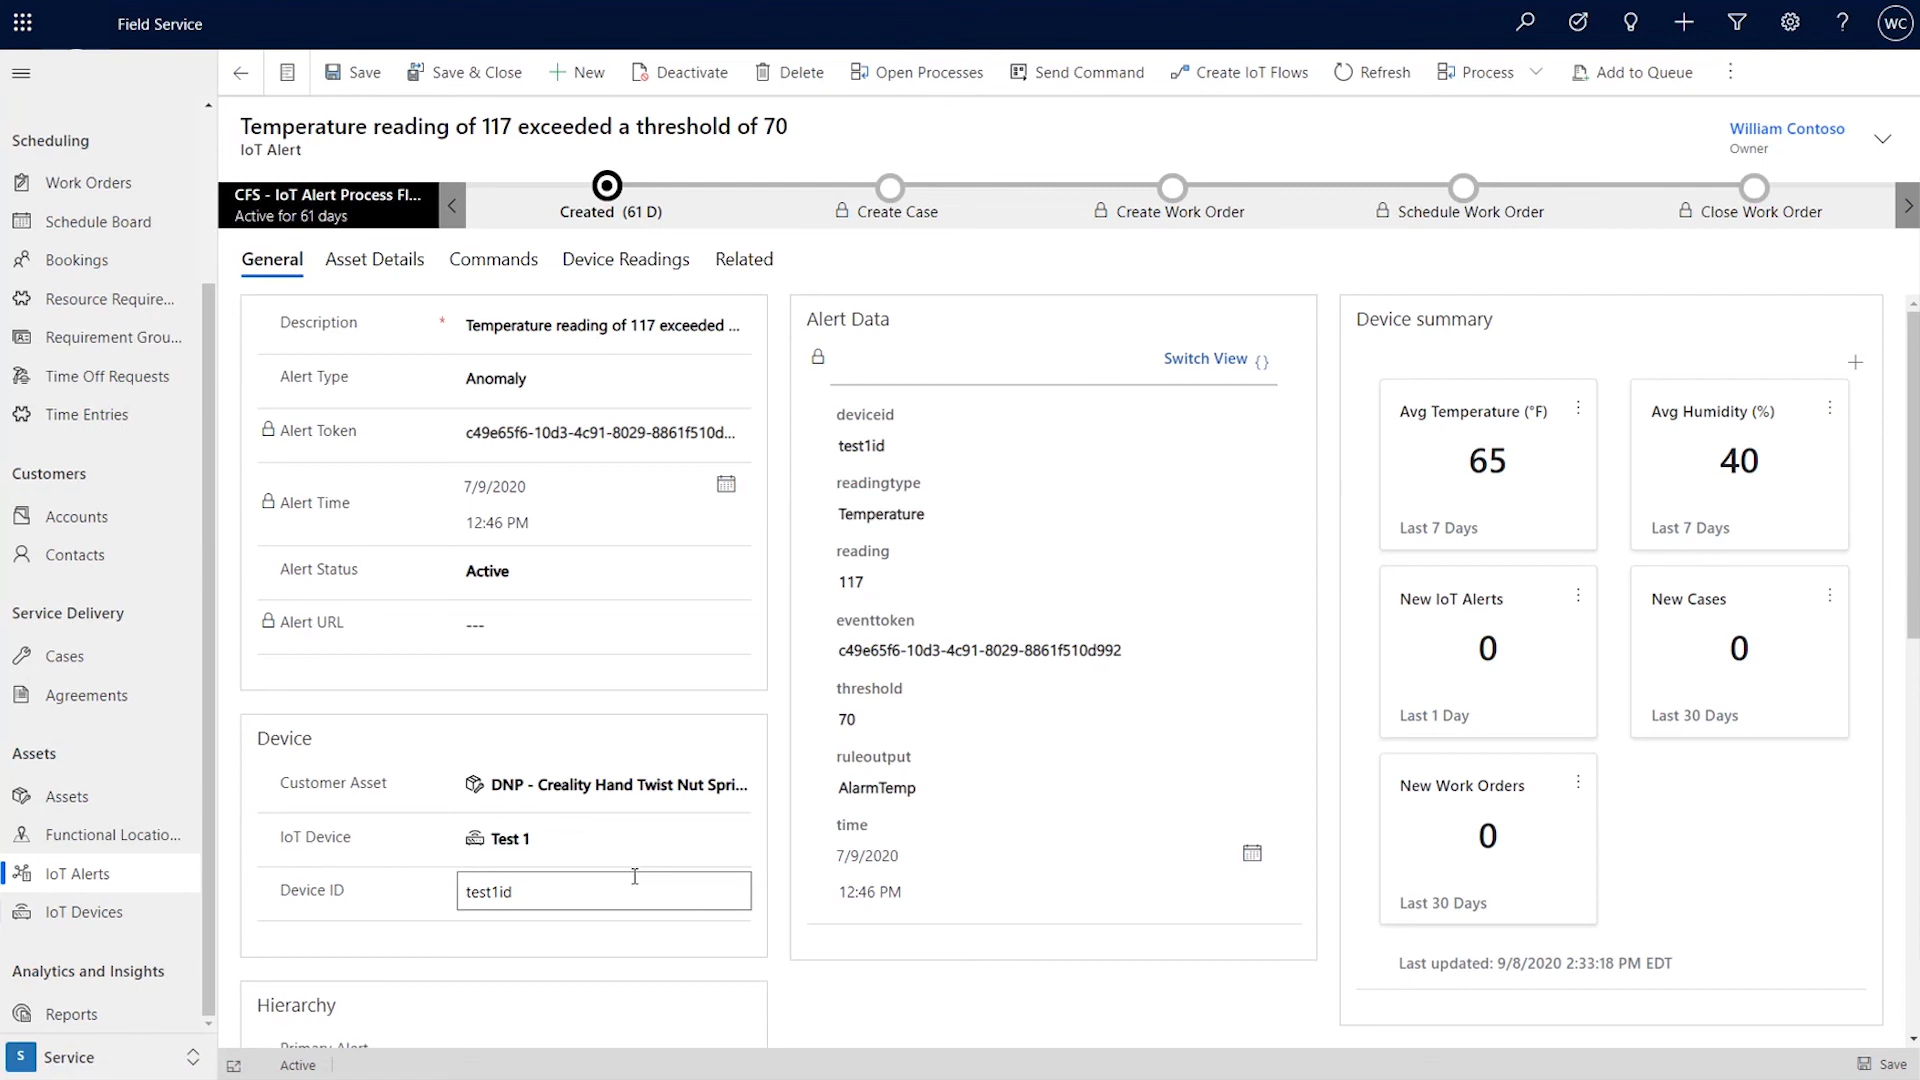 Field Service
WC
Save
Save & Close
New
Deactivate
Delete
Open Processes
Send Command
Create IoT Flows
Refresh
Process
Add to Queue
Temperature reading of 117 exceeded a threshold of 70
IoT Alert
William Contoso
Owner
CFS - IoT Alert Process Fl...
Active for 61 days
Created (61 D)
Create Case
Create Work Order
Schedule Work Order
Close Work Order
Scheduling
Work Orders
Schedule Board
Bookings
Resource Require...
Requirement Grou...
Time Off Requests
Time Entries
Customers
Accounts
Contacts
Service Delivery
Cases
Agreements
Assets
Assets
Functional Locatio...
IoT Alerts
IoT Devices
Analytics and Insights
Reports
S
Service
General
Asset Details
Commands
Device Readings
Related
Description
*
Temperature reading of 117 exceeded ...
Alert Type
Anomaly
Alert Token
c49e65f6-10d3-4c91-8029-8861f510d...
Alert Time
7/9/2020
12:46 PM
Alert Status
Active
Alert URL
---
Device
Customer Asset
DNP - Creality Hand Twist Nut Spri...
IoT Device
Test 1
Device ID
test1id
Hierarchy
Primary Alert
Alert Data
Switch View {}
deviceid
test1id
readingtype
Temperature
reading
117
eventtoken
c49e65f6-10d3-4c91-8029-8861f510d992
threshold
70
ruleoutput
AlarmTemp
time
7/9/2020
12:46 PM
Device summary
Avg Temperature (°F)
65
Last 7 Days
Avg Humidity (%)
40
Last 7 Days
New IoT Alerts
0
Last 1 Day
New Cases
0
Last 30 Days
New Work Orders
0
Last 30 Days
Last updated: 9/8/2020 2:33:18 PM EDT
Active
Save